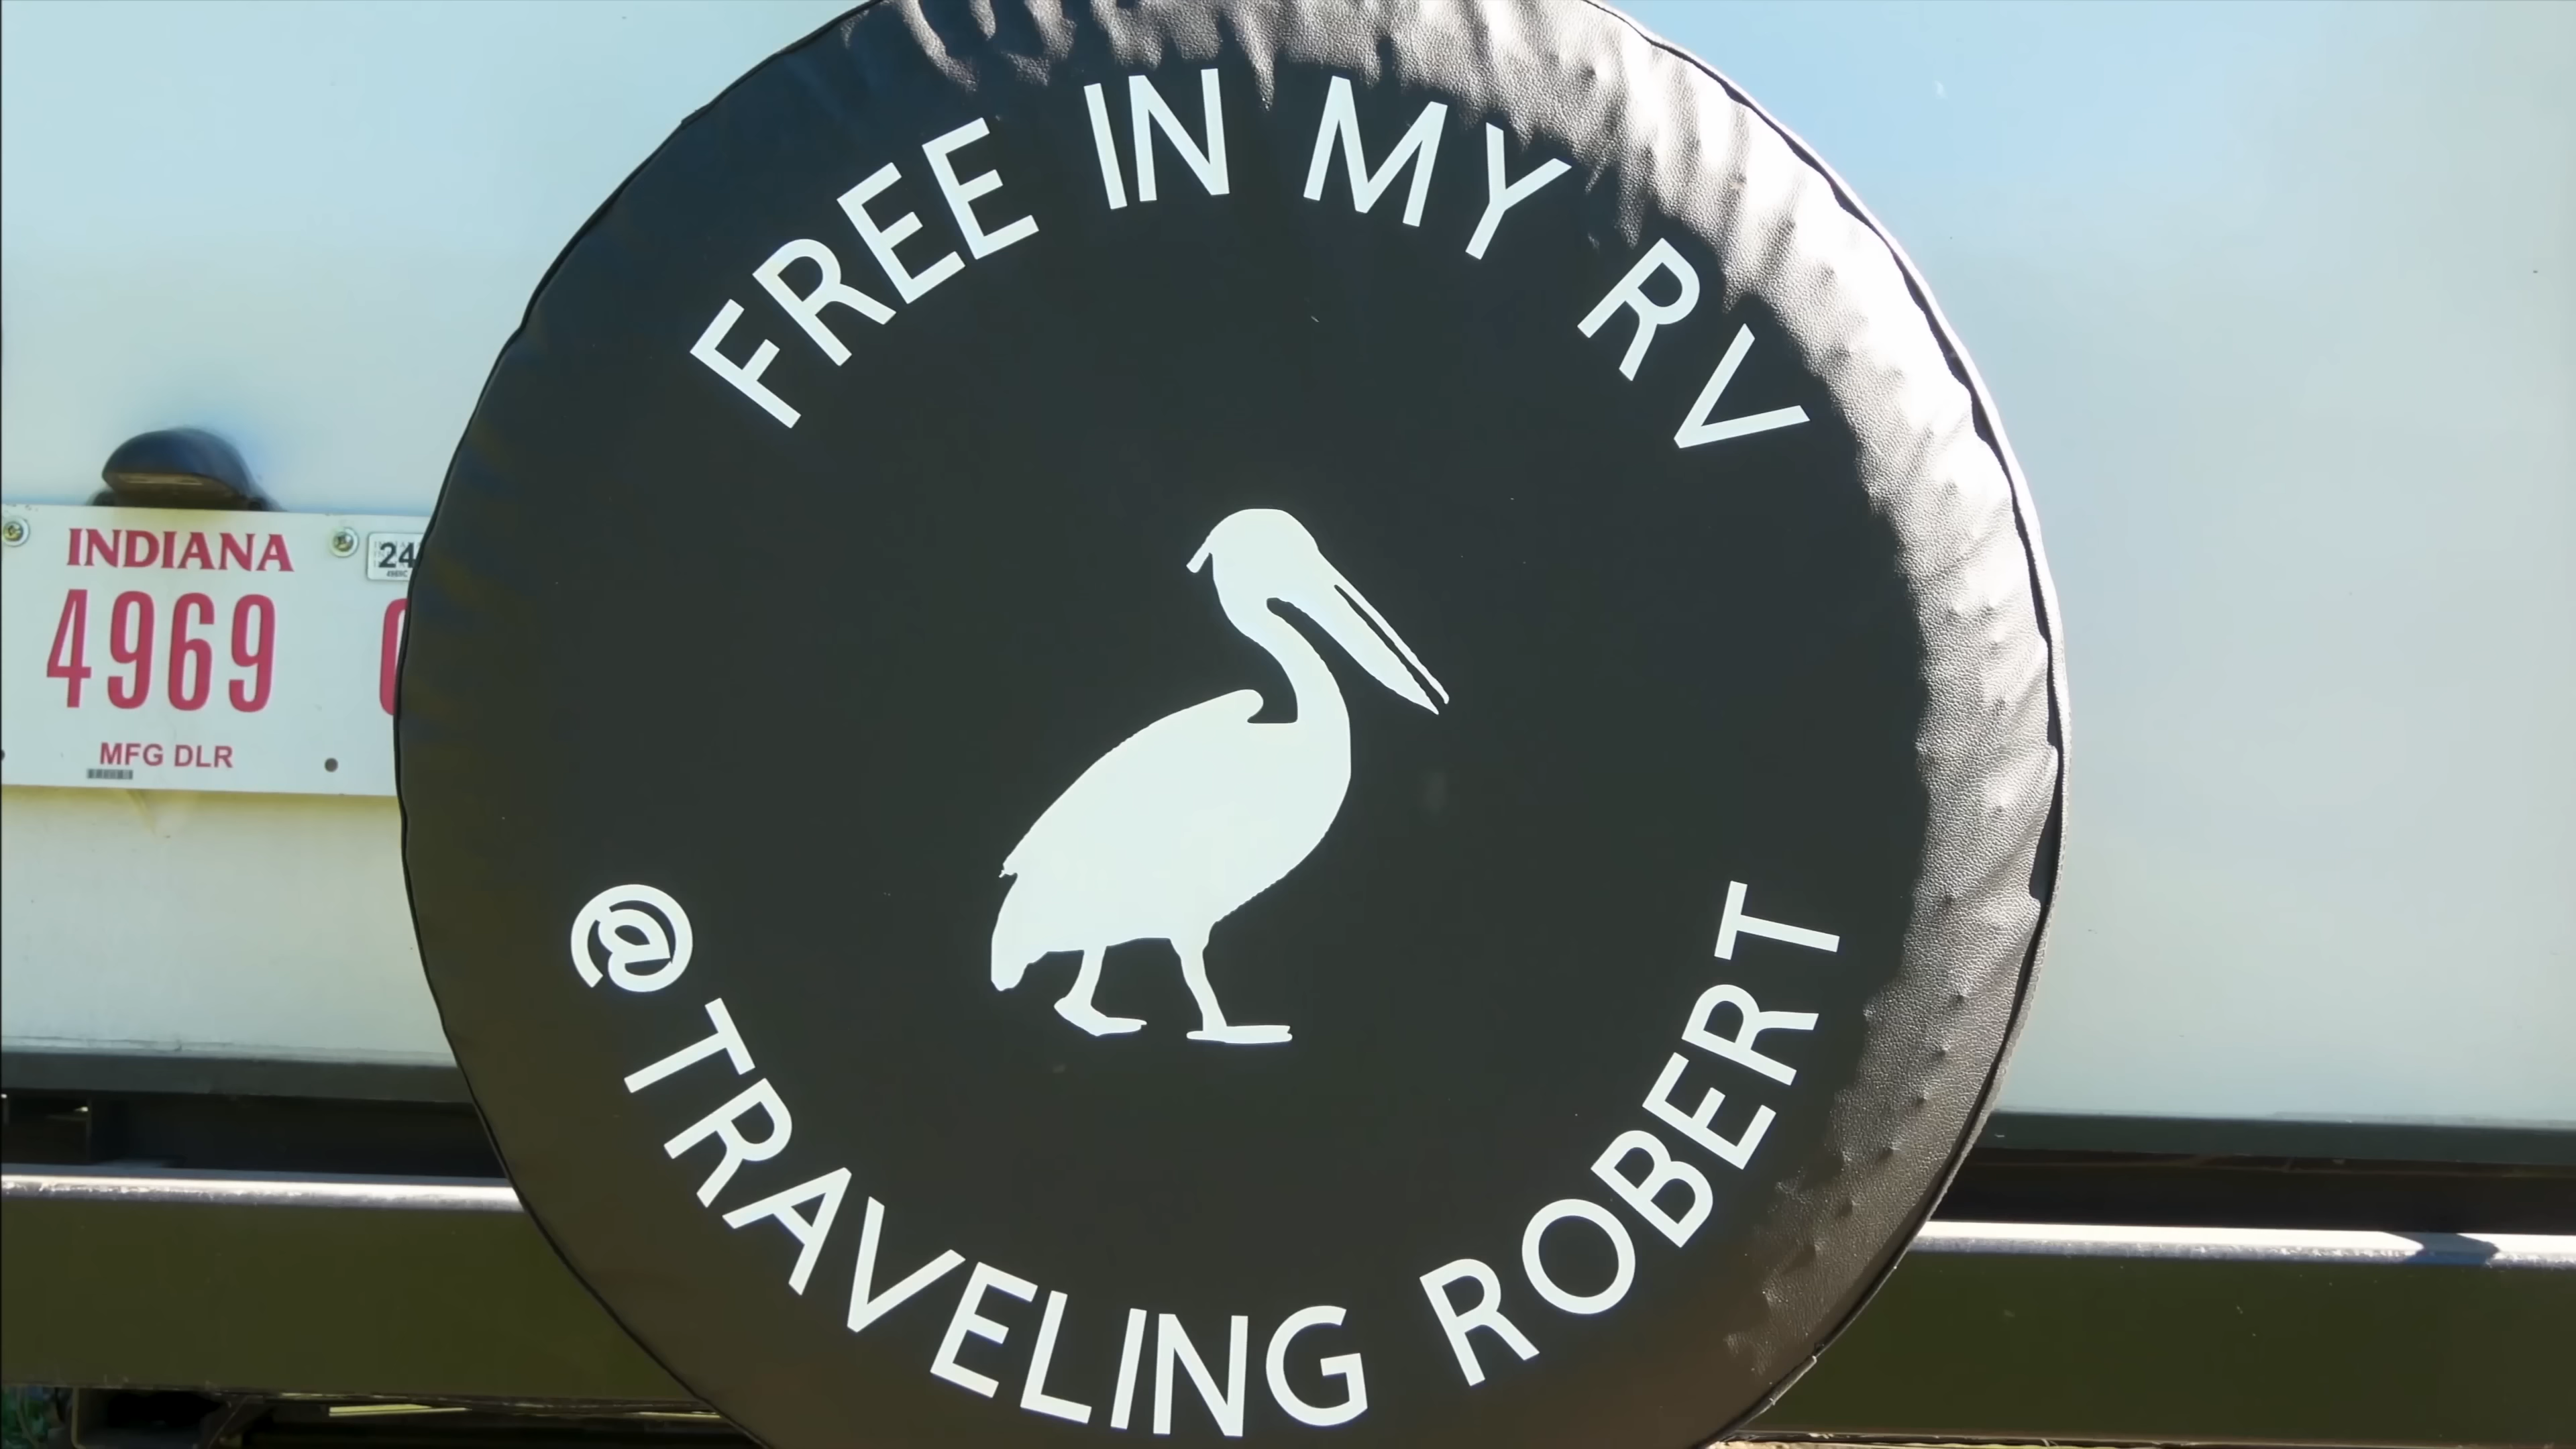 FREE IN MY RV
INDIANA
24
4969
MFG DLR
@TRAVELING ROBERT